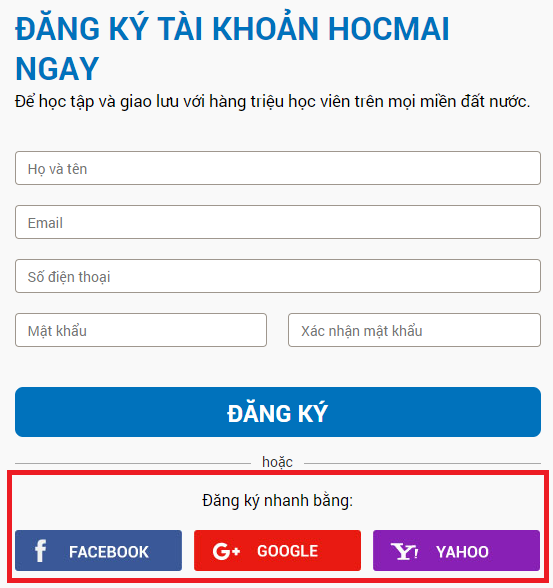 ĐĂNG KÝ TÀI KHOẢN HOCMAI
NGAY
Để học tập và giao lưu với hàng triệu học viên trên mọi miền đất nước.
Họ và tên
Email
Số điện thoại
Mật khẩu
Xác nhận mật khẩu
ĐĂNG KÝ
hoặc
Đăng ký nhanh bằng:
f FACEBOOK
G+ GOOGLE
Y! YAHOO